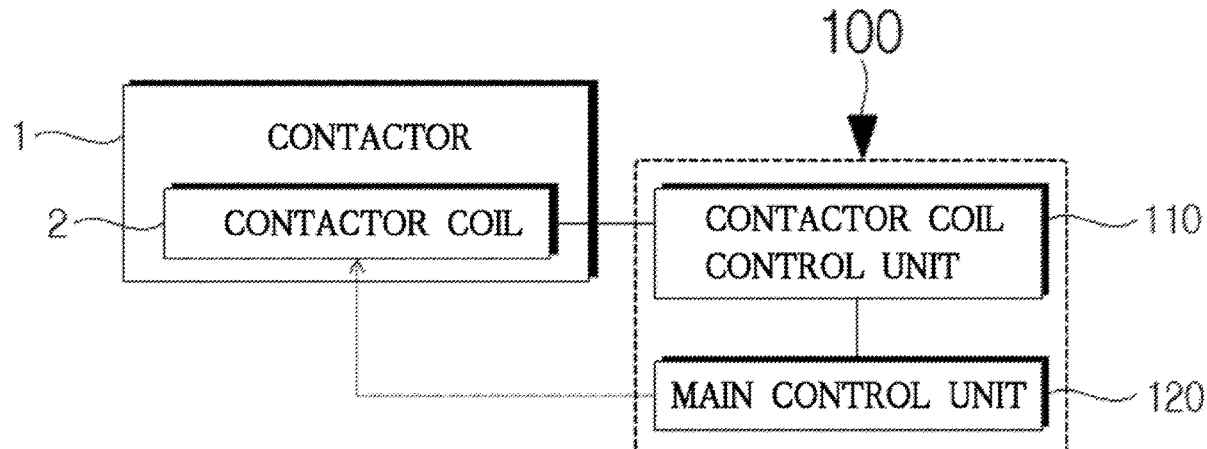 100
1
CONTACTOR
2
CONTACTOR COIL
CONTACTOR COIL
CONTROL UNIT
110
MAIN CONTROL UNIT
120